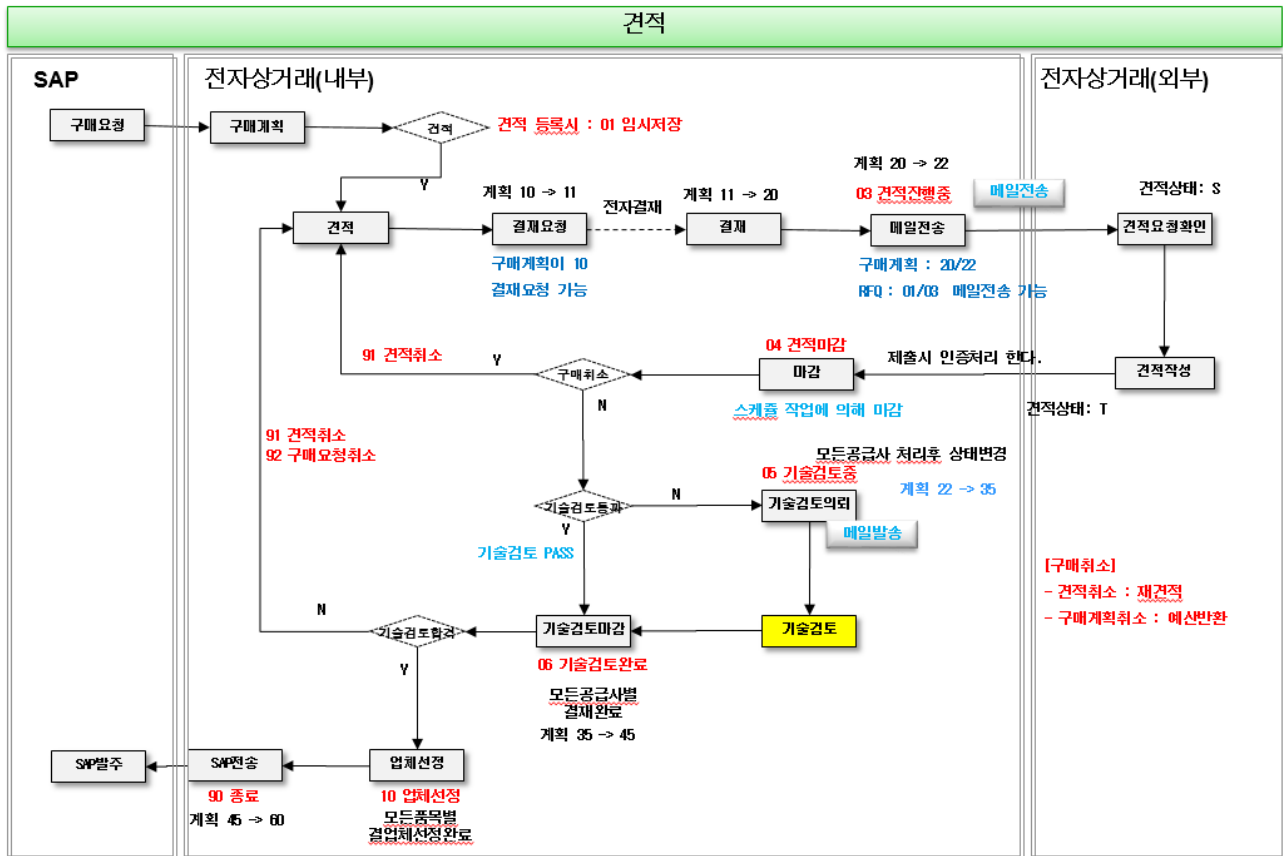 견적
SAP
전자상거래(내부)
전자상거래(외부)
구매요청
구매계획
견적
견적 등록시 : 01 임시저장
Y
계획 10 -> 11
전자결재
계획 11 -> 20
계획 20 -> 22
03 견적진행중
메일전송
견적상태: S
견적
결재요청
결재
메일전송
견적요청확인
구매계획이 10
결재요청 가능
구매계획 : 20/22
RFQ : 01/03 메일전송 가능
91 견적취소
Y
구매취소
04 견적마감
마감
제출시 인증처리 한다.
견적작성
N
스케쥴 작업에 의해 마감
견적상태: T
91 견적취소
92 구매요청취소
모든공급사 처리후 상태변경
05 기술검토중
계획 22 -> 35
기술검토통과
N
기술검토의뢰
Y
메일발송
기술검토 PASS
[구매취소]
- 견적취소 : 재견적
- 구매계획취소 : 예산반환
N
기술검토합격
기술검토마감
기술검토
Y
06 기술검토완료
모든공급사별
결재완료
계획 35 -> 45
SAP발주
SAP전송
업체선정
90 종료
10 업체선정
계획 45 -> 60
모든품목별
결업체선정완료